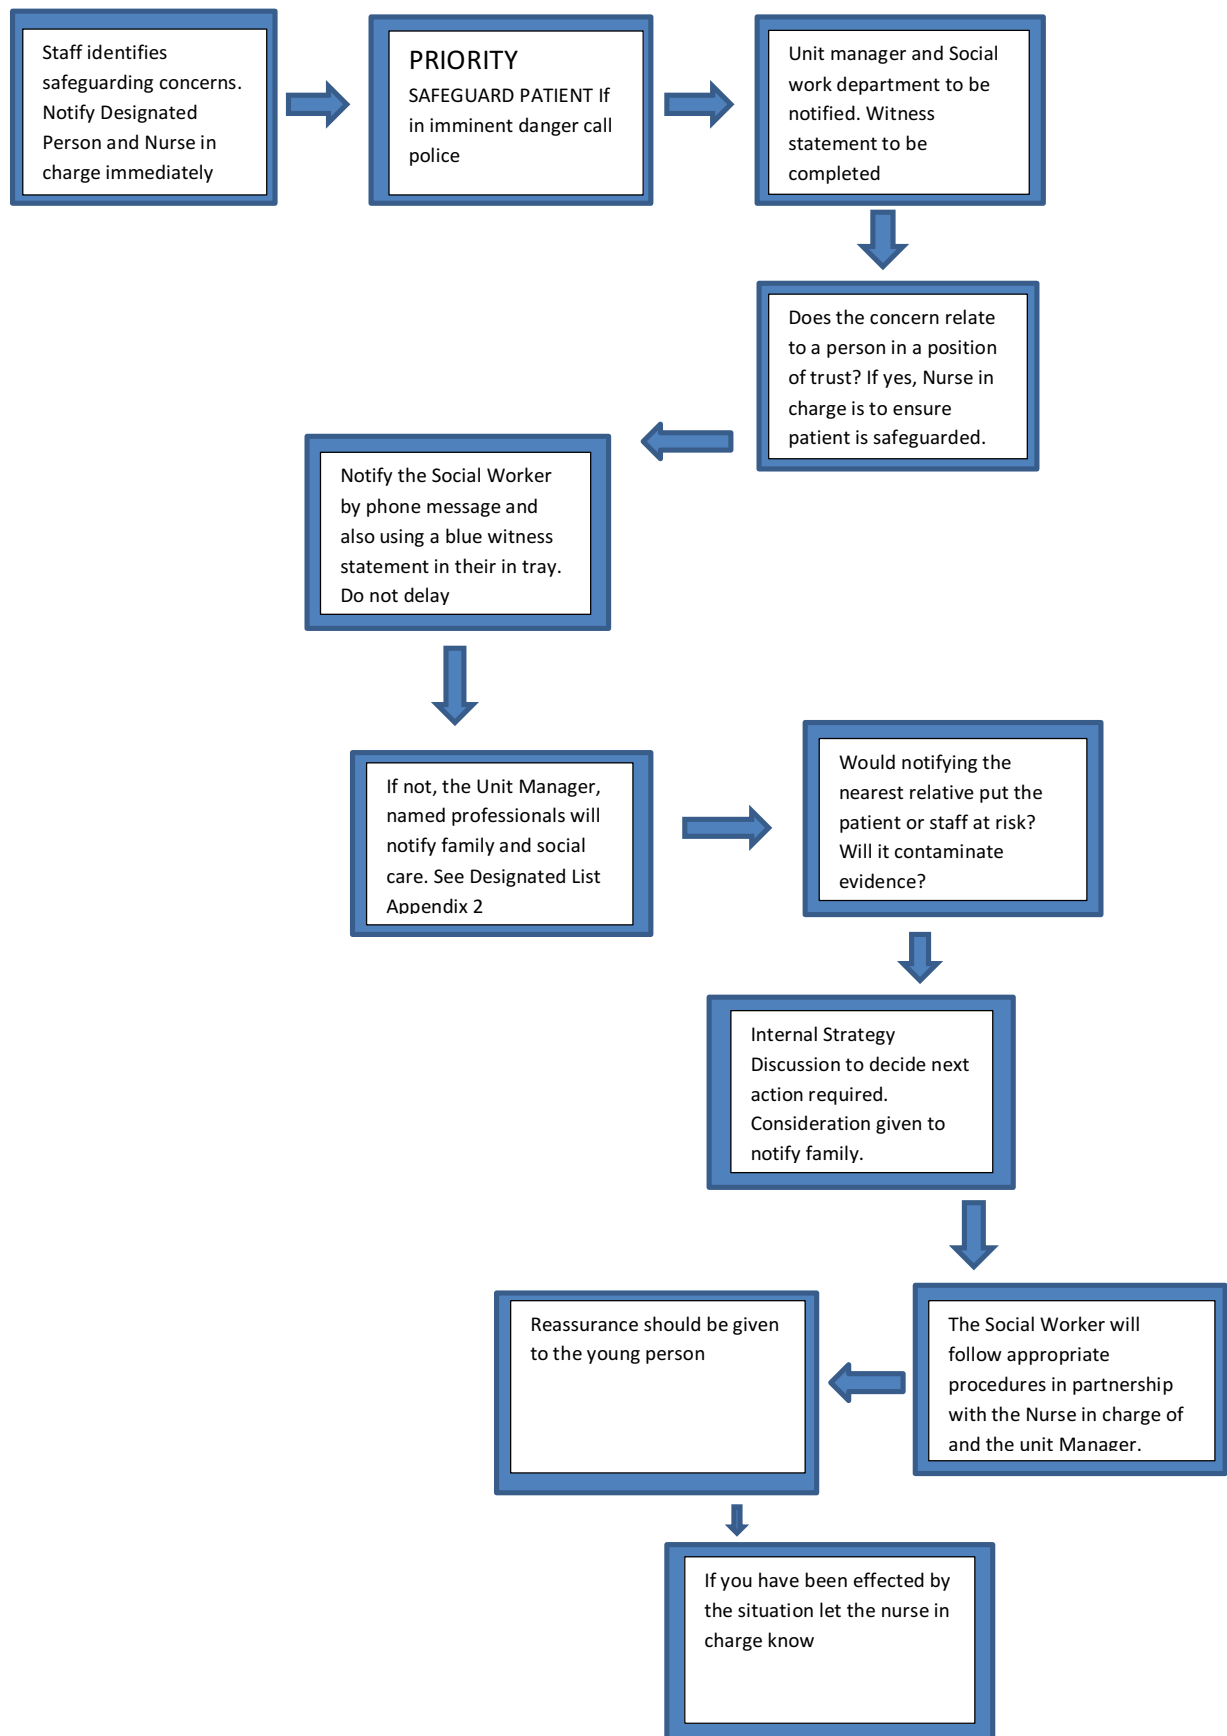 Staff identifies
safeguarding concerns.
Notify Designated
Person and Nurse in
charge immediately
PRIORITY
SAFEGUARD PATIENT If
in imminent danger call
police
Unit manager and Social
work department to be
notified. Witness
statement to be
completed
Does the concern relate
to a person in a position
of trust? If yes, Nurse in
charge is to ensure
patient is safeguarded.
Notify the Social Worker
by phone message and
also using a blue witness
statement in their in tray.
Do not delay
If not, the Unit Manager,
named professionals will
notify family and social
care. See Designated List
Appendix 2
Would notifying the
nearest relative put the
patient or staff at risk?
Will it contaminate
evidence?
Internal Strategy
Discussion to decide next
action required.
Consideration given to
notify family.
The Social Worker will
follow appropriate
procedures in partnership
with the Nurse in charge of
and the unit Manager.
Reassurance should be given
to the young person
If you have been effected by
the situation let the nurse in
charge know